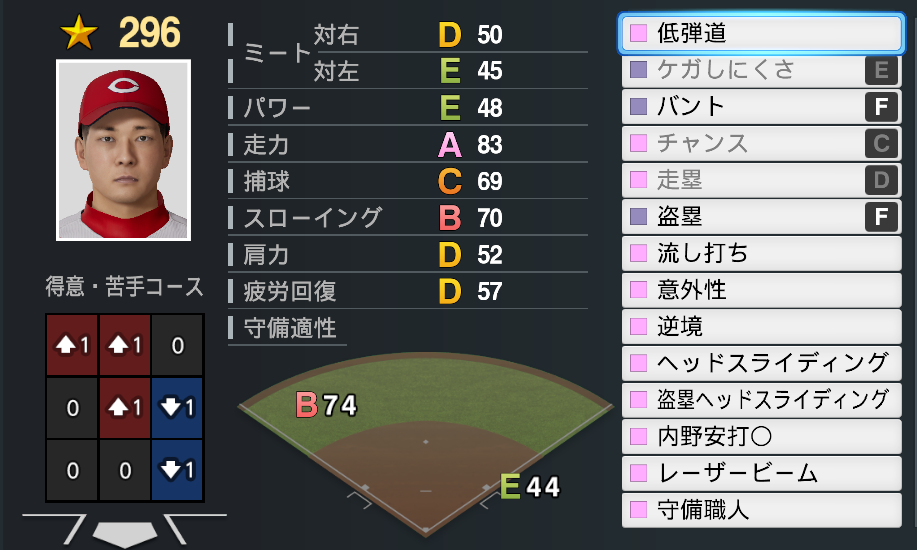 296
ミート
対右 D 50
対左 E 45
パワー E 48
走力 A 83
捕球 C 69
スローイング B 70
肩力 D 52
疲労回復 D 57
守備適性
B 74
E 44
得意・苦手コース
1 1 0
0 1 1
0 0 1
低弾道
ケガしにくさ E
バント F
チャンス C
走塁 D
盗塁 F
流し打ち
意外性
逆境
ヘッドスライディング
盗塁ヘッドスライディング
内野安打〇
レーザービーム
守備職人